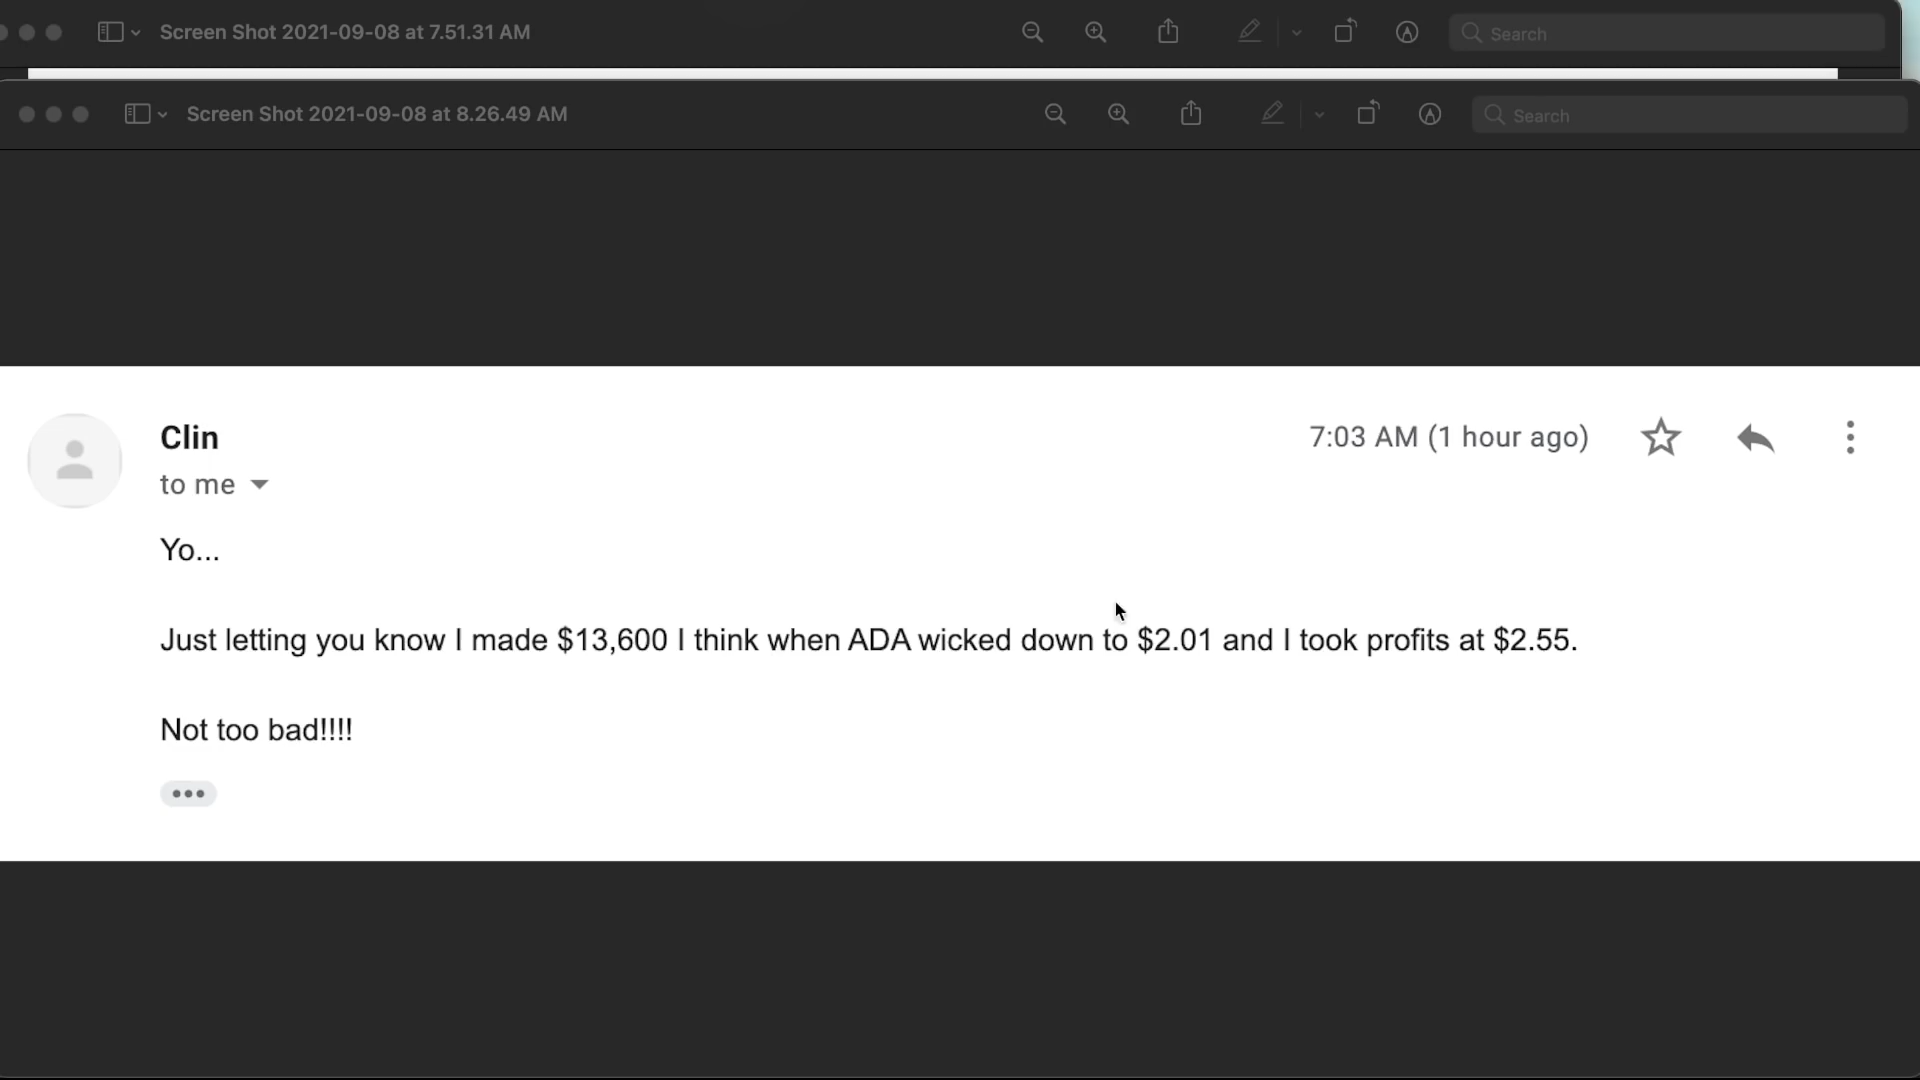 Screen Shot 2021-09-08 at 7.51.31 AM
Search
Screen Shot 2021-09-08 at 8.26.49 AM
Search
Clin
7:03 AM (1 hour ago)
to me
Yo...
Just letting you know I made $13,600 I think when ADA wicked down to $2.01 and I took profits at $2.55.
Not too bad!!!!